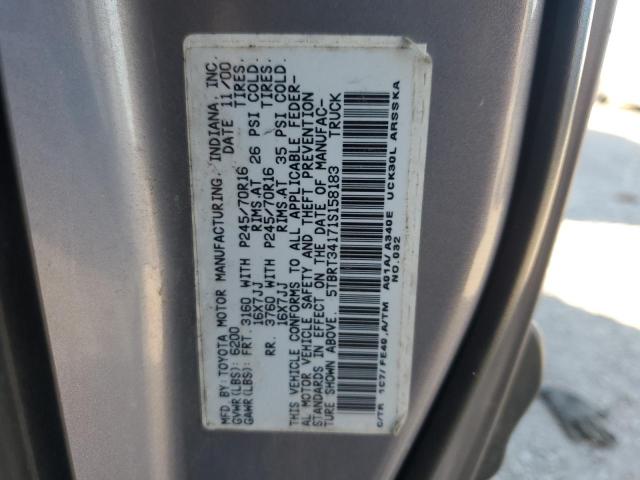 MFD BY: TOYOTA MOTOR MANUFACTURING, INDIANA, INC.
GVWR(LBS): 6200 DATE 11/00
GAWR(LBS): FRT. 3160 WITH P245/70R16 TIRES.
16X7JJ RIMS.AT 26 PSI COLD.
RR. 3760 WITH P245/70R16 TIRES.
16X7JJ RIMS.AT 35 PSI COLD.
THIS VEHICLE CONFORMS TO ALL APPLICABLE FEDER-
AL MOTOR VEHICLE SAFETY AND THEFT PREVENTION
STANDARDS IN EFFECT ON THE DATE OF MANUFAC-
TURE SHOWN ABOVE. 5TBRT34171S158183 TRUCK
C/TR 1C7/ FE49,A/TM A01A/ A340E UCK30L ARSSKA
NO.032